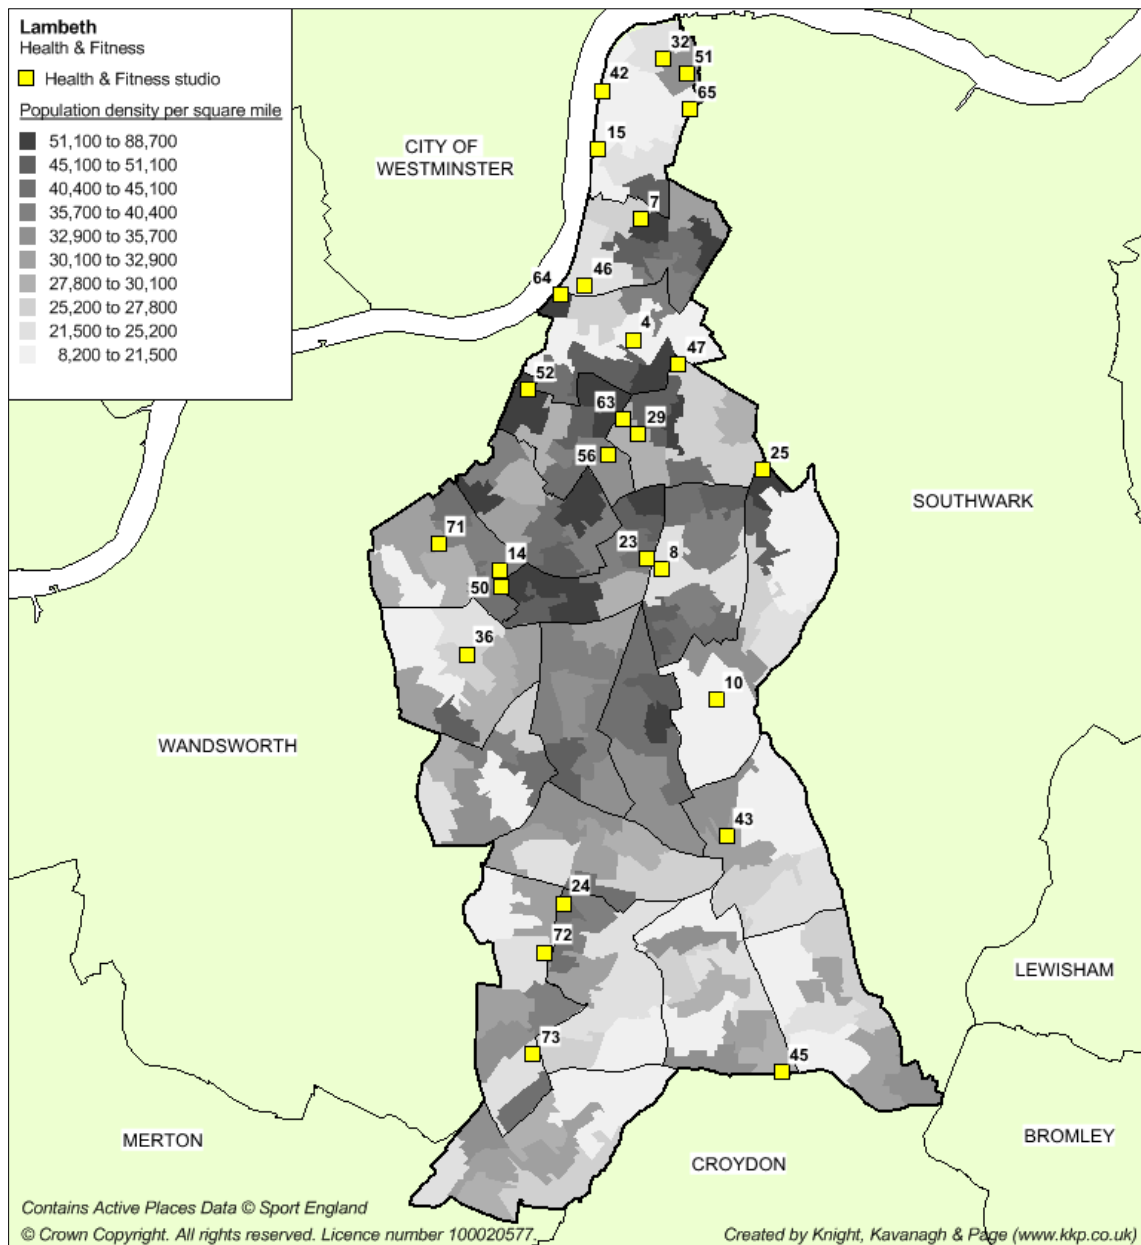 Lambeth
Health & Fitness
Health & Fitness studio
Population density per square mile
51,100 to 88,700
45,100 to 51,100
40,400 to 45,100
35,700 to 40,400
32,900 to 35,700
30,100 to 32,900
27,800 to 30,100
25,200 to 27,800
21,500 to 25,200
8,200 to 21,500
32
51
42
65
15
CITY OF
WESTMINSTER
7
46
64
4
47
52
63
29
56
25
SOUTHWARK
71
14
23
8
50
36
10
WANDSWORTH
43
24
72
LEWISHAM
73
45
MERTON
BROMLEY
CROYDON
Contains Active Places Data © Sport England
© Crown Copyright. All rights reserved. Licence number 100020577.
Created by Knight, Kavanagh & Page (www.kkp.co.uk)